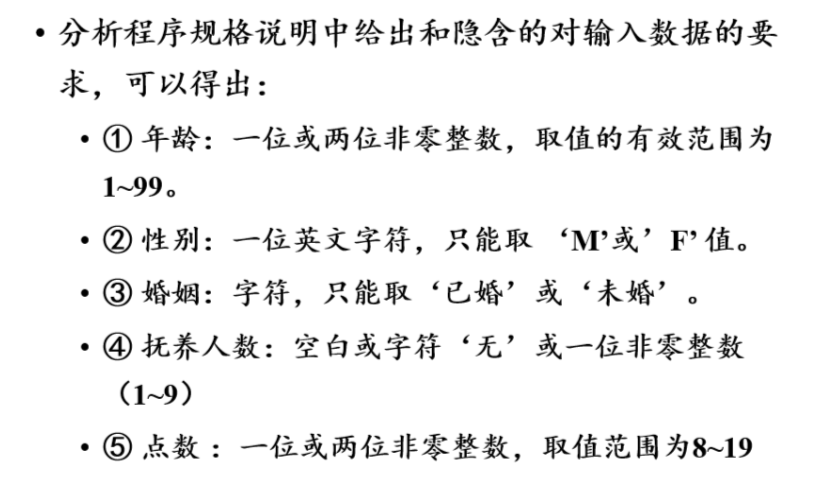 • 分析程序规格说明中给出和隐含的对输入数据的要
求，可以得出：
• ① 年龄：一位或两位非零整数，取值的有效范围为
1~99。
• ② 性别：一位英文字符，只能取 ‘M’或’F’值。
• ③ 婚姻：字符，只能取‘已婚’或‘未婚’。
• ④ 抚养人数：空白或字符‘无’或一位非零整数
（1~9）
• ⑤ 点数 ：一位或两位非零整数，取值范围为8~19